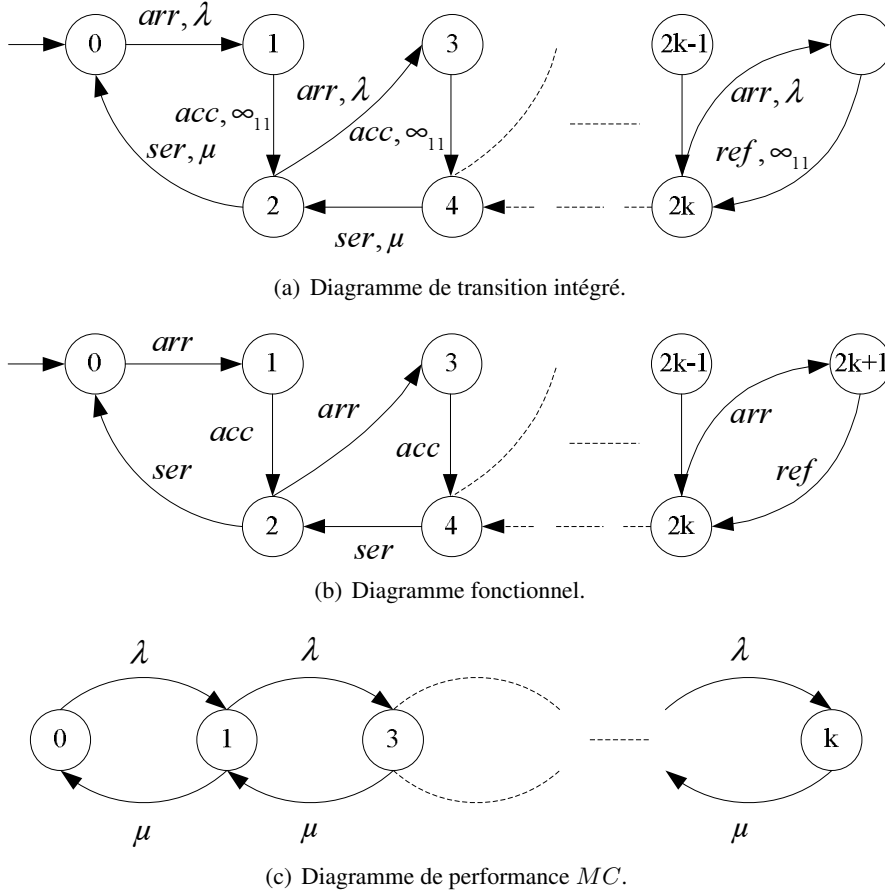 arr, λ
0
1
3
2k-1
arr, λ
arr, λ
acc, ∞₁₁
acc, ∞₁₁
ser, μ
ref, ∞₁₁
2
4
2k
ser, μ
(a) Diagramme de transition intégré.
arr
0
1
3
2k-1
2k+1
arr
arr
acc
acc
ser
ref
2
4
2k
ser
(b) Diagramme fonctionnel.
λ λ λ
0 1 3 k
μ μ μ
(c) Diagramme de performance MC.